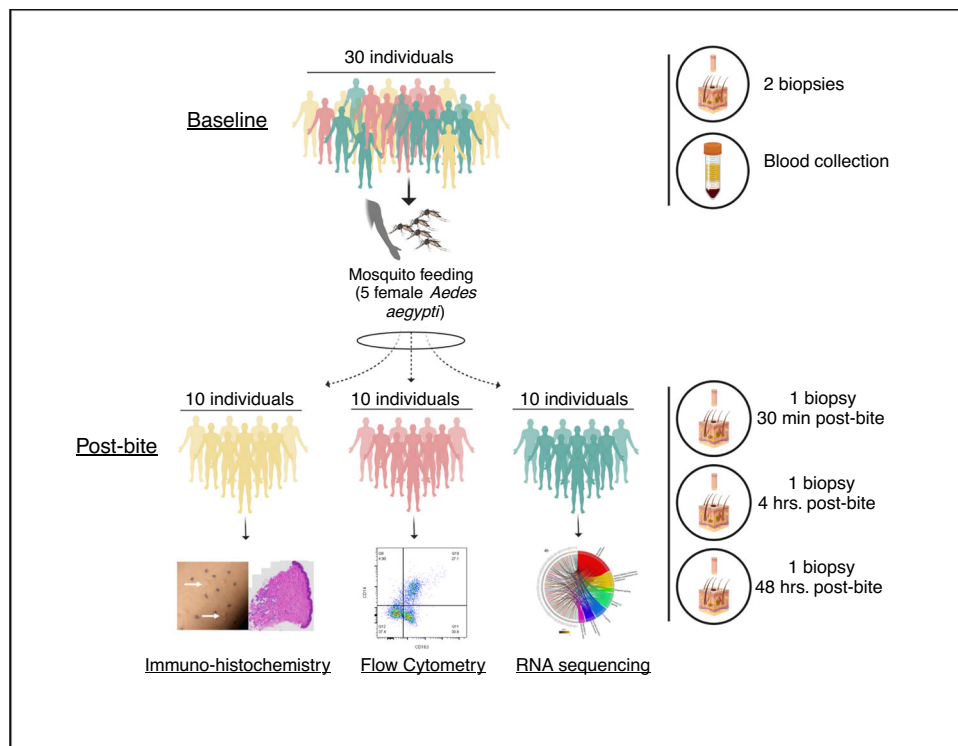 30 individuals
Baseline
2 biopsies
Blood collection
Mosquito feeding
(5 female Aedes
aegypti)
10 individuals
10 individuals
10 individuals
Post-bite
1 biopsy
30 min post-bite
1 biopsy
4 hrs. post-bite
1 biopsy
48 hrs. post-bite
CD14
CD163
Immuno-histochemistry
Flow Cytometry
RNA sequencing